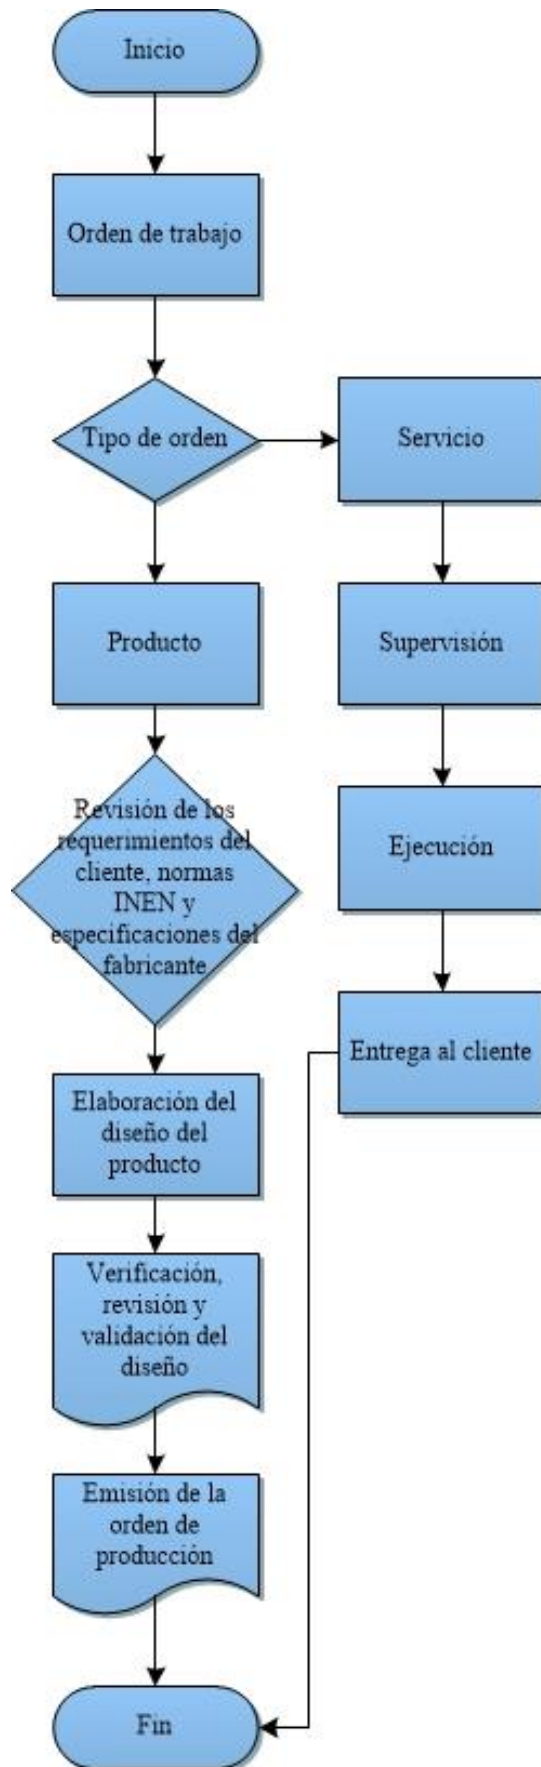 Inicio
Orden de trabajo
Tipo de orden
Servicio
Producto
Supervisión
Revisión de los
requerimientos del
cliente, normas
INEN y
especificaciones del
fabricante
Ejecución
Entrega al cliente
Elaboración del
diseño del
producto
Verificación,
revisión y
validación del
diseño
Emisión de la
orden de
producción
Fin